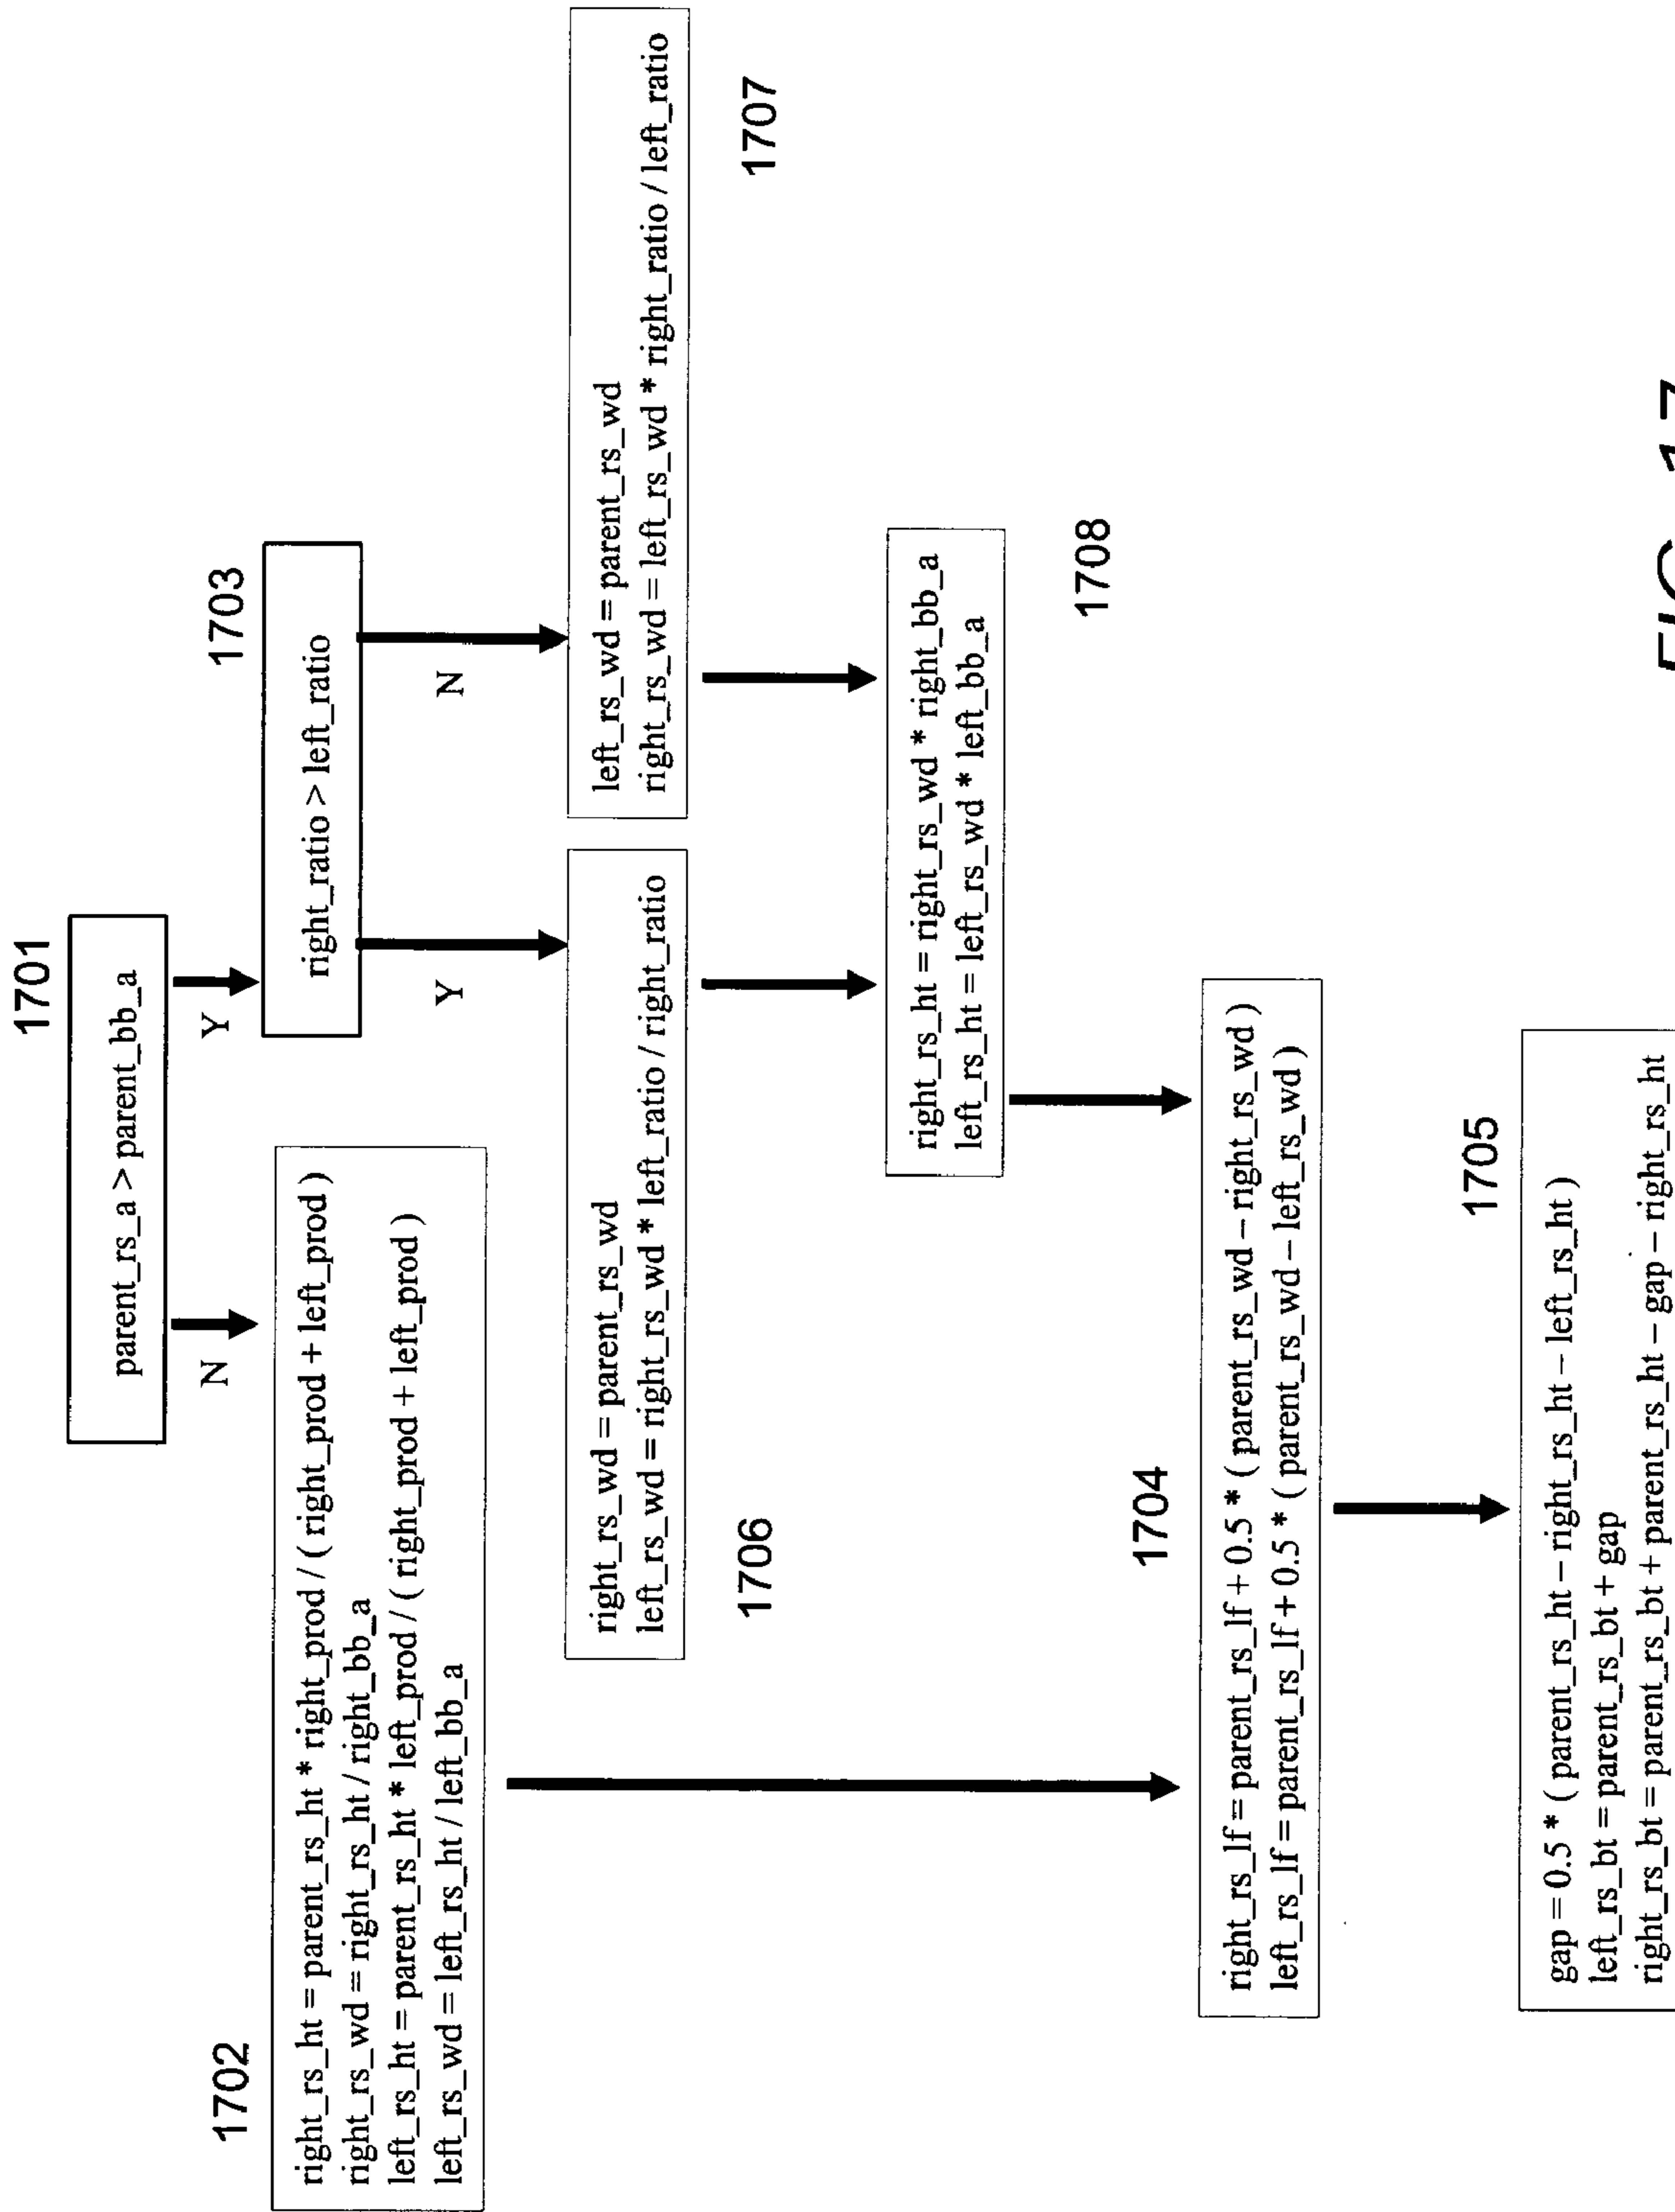 1701
parent_rs_a > parent_bb_a
N
Y
1702
right_rs_ht = parent_rs_ht * right_prod / ( right_prod + left_prod )
right_rs_wd = right_rs_ht / right_bb_a
left_rs_ht = parent_rs_ht * left_prod / ( right_prod + left_prod )
left_rs_wd = left_rs_ht / left_bb_a
1703
right_ratio > left_ratio
Y
N
right_rs_wd = parent_rs_wd
left_rs_wd = right_rs_wd * left_ratio / right_ratio
1706
left_rs_wd = parent_rs_wd
right_rs_wd = left_rs_wd * right_ratio / left_ratio
1707
right_rs_ht = right_rs_wd * right_bb_a
left_rs_ht = left_rs_wd * left_bb_a
1708
1704
right_rs_lf = parent_rs_lf + 0.5 * ( parent_rs_wd – right_rs_wd )
left_rs_lf = parent_rs_lf + 0.5 * ( parent_rs_wd – left_rs_wd )
1705
gap = 0.5 * ( parent_rs_ht – right_rs_ht – left_rs_ht )
left_rs_bt = parent_rs_bt + gap
right_rs_bt = parent_rs_bt + parent_rs_ht – gap – right_rs_ht
FIG. 17